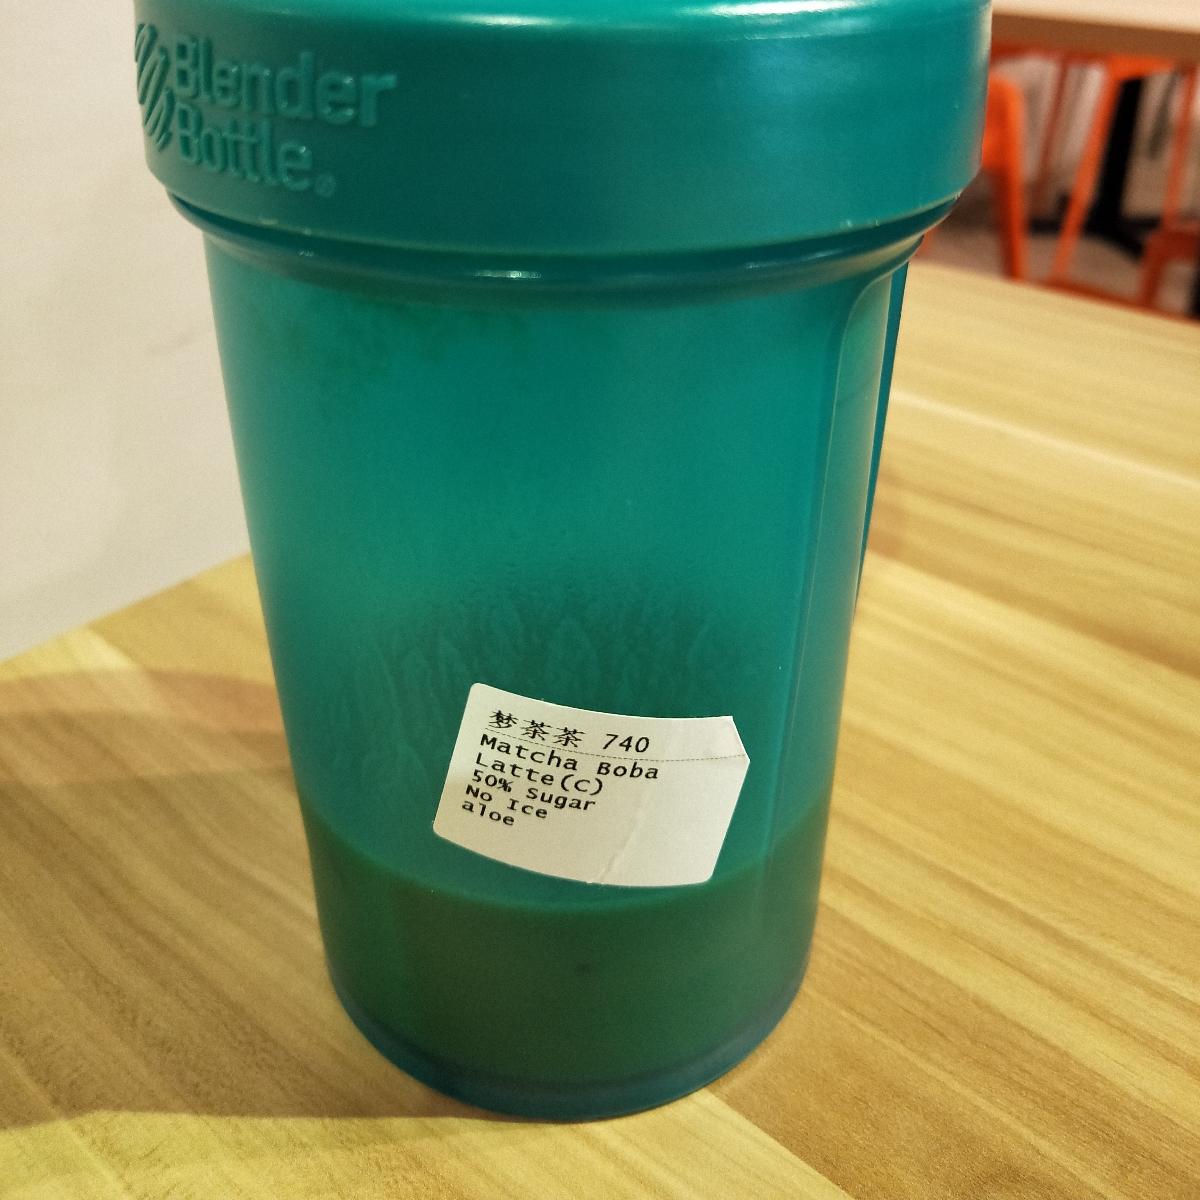 Blender
Bottle®
梦茶茶 740
Matcha Boba
Latte(C)
50% Sugar
No Ice
aloe